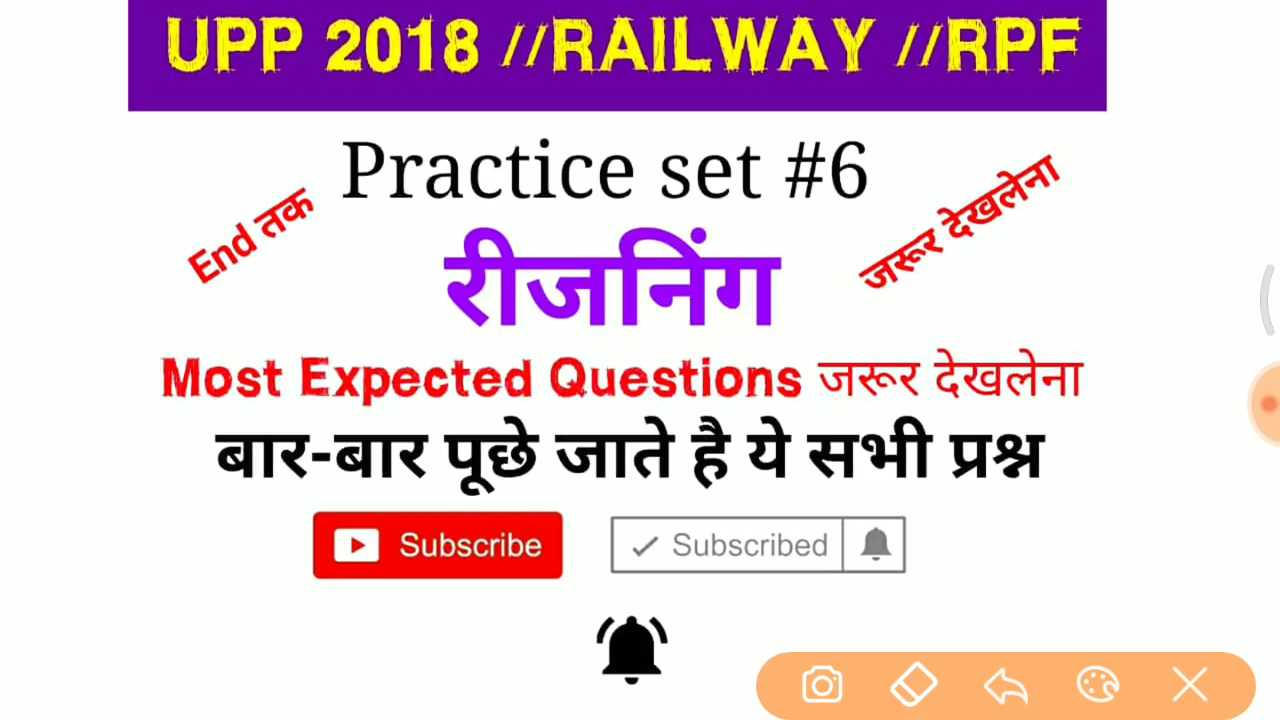 UPP 2018 //RAILWAY //RPF
Practice set #6
End तक
जरूर देखलेना
रीजनिंग
Most Expected Questions जरूर देखलेना
बार-बार पूछे जाते है ये सभी प्रश्न
Subscribe
Subscribed